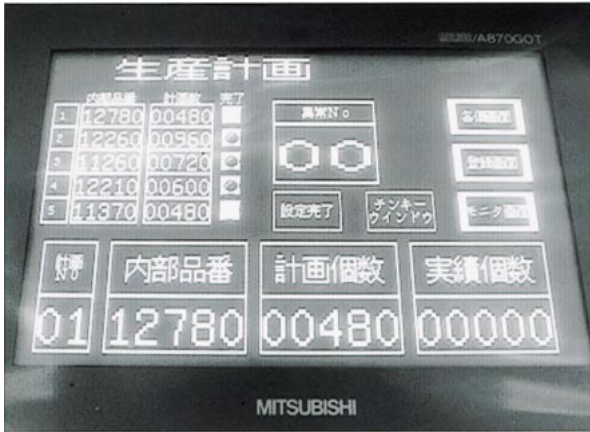 /A870GOT
生産計画
内部品番 計画数 完了
1 12780 00480
2 12260 00960
3 11260 00720
4 12210 00600
5 11370 00480
異常No
00
設定完了
テンキー
ウインドウ
登録画面
モニタ画面
計画
No
内部品番
計画個数
実績個数
01
12780
00480
00000
MITSUBISHI